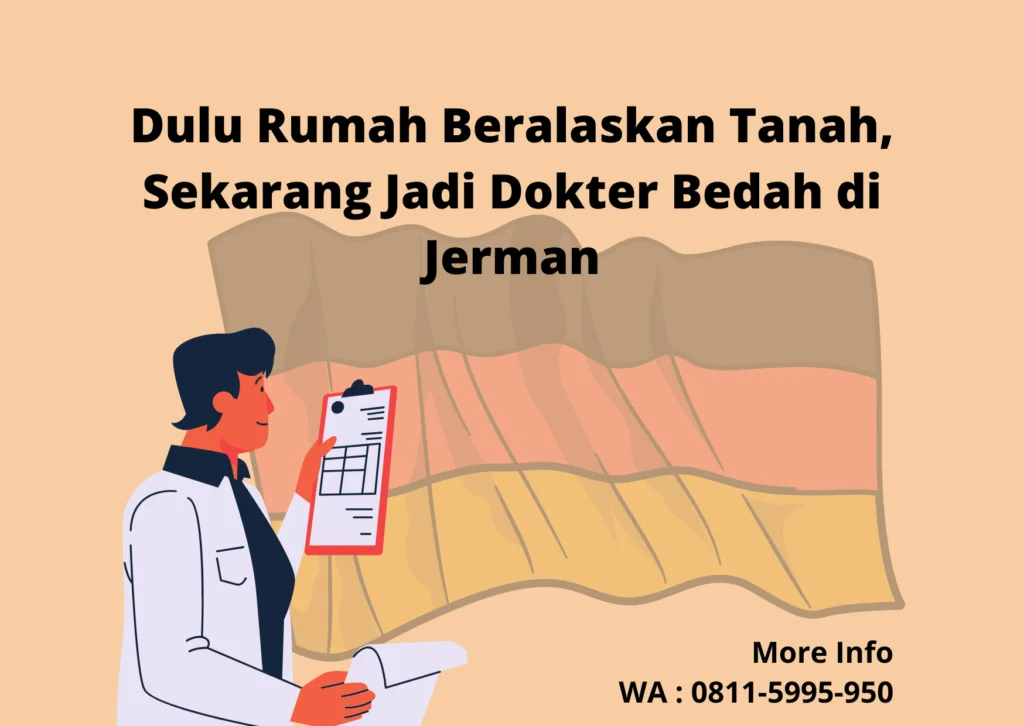 Dulu Rumah Beralaskan Tanah,
Sekarang Jadi Dokter Bedah di
Jerman
More Info
WA : 0811-5995-950